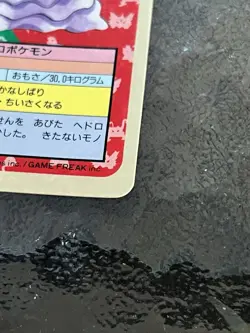 ロポケモン
おもさ/30.0キログラム
かなしばり
ちいさくなる
せんを あびた ヘドロ
した。 きたないモノ
/ GAME FREAK inc.